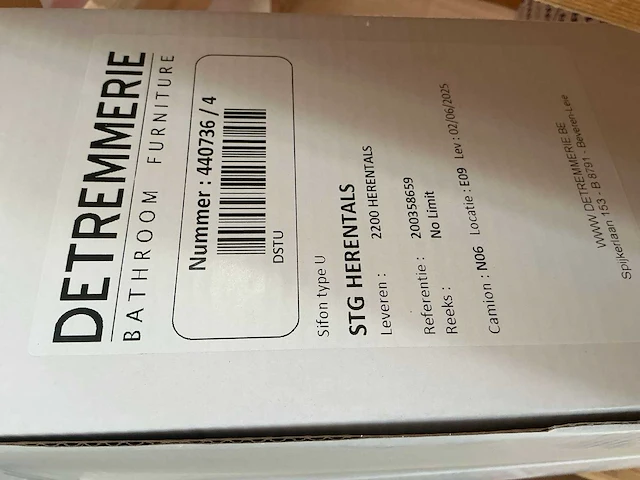 DETREMMERIE
BATHROOM FURNITURE
Nummer : 440736 / 4
DSTU
Sifon type U
STG HERENTALS
Leveren : 2200 HERENTALS
Referentie : 200358659
Reeks : No Limit
Camion : N06 Locatie : E09 Lev : 02/06/2025
WWW.DETREMMERIE.BE
Spijkerlaan 153 - B 8791 - Beveren-Leie